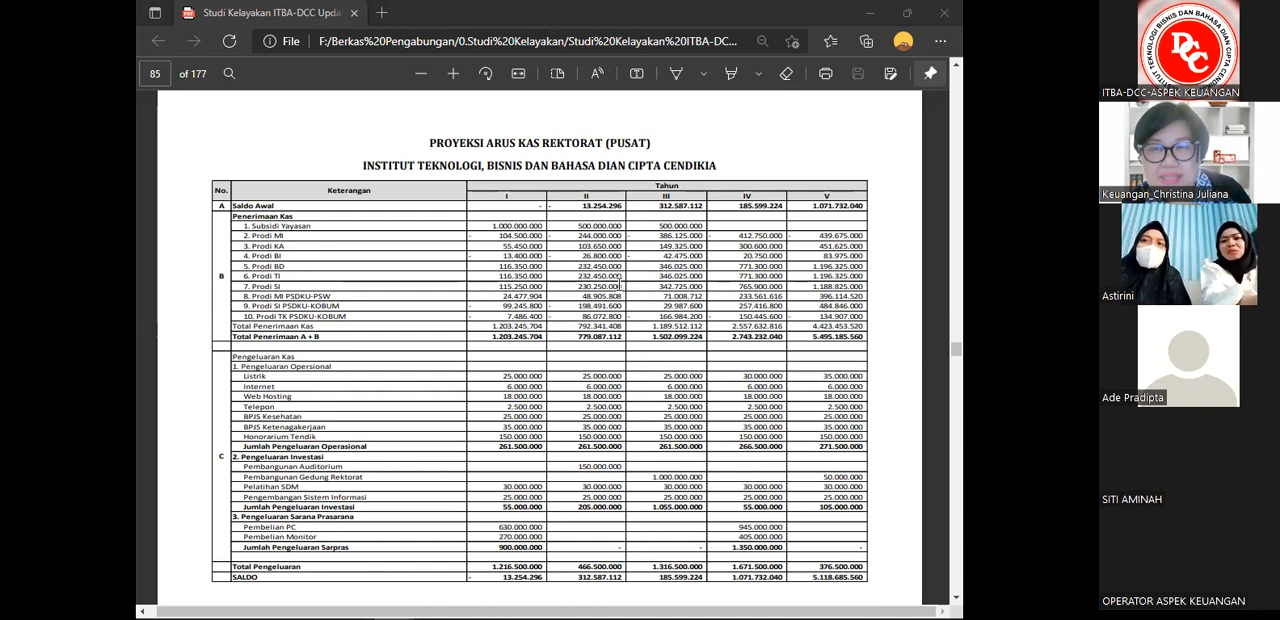 Studi Kelayakan ITBA-DCC Upda
File F:/Berkas%20Pengabungan/Studi%20Kelayakan/Studi%20Kelayakan%20ITBA-DC...
85 of 177
PROYEKSI ARUS KAS REKTORAT (PUSAT)
INSTITUT TEKNOLOGI, BISNIS DAN BAHASA DIAN CIPTA CENDIKIA
No. Keterangan Tahun
I II III IV V
A Saldo Awal - - 13.254.296 312.587.112 185.599.224 1.071.732.040
Penerimaan Kas
1. Subsidi Yayasan 1.000.000.000 500.000.000 500.000.000
2. Prodi MI - 104.500.000 - 244.000.000 - 386.125.000 - 412.750.000 - 439.675.000
3. Prodi KA 55.450.000 103.650.000 149.325.000 300.600.000 451.625.000
4. Prodi BI - 13.400.000 - 26.800.000 - 42.475.000 20.750.000 83.975.000
5. Prodi BD 116.350.000 232.450.000 346.025.000 771.300.000 1.196.325.000
B 6. Prodi TI 116.350.000 232.450.000 346.025.000 771.300.000 1.196.325.000
7. Prodi SI 115.250.000 230.250.000 342.725.000 765.900.000 1.188.825.000
8. Prodi MI PSDKU-PSW 24.477.904 48.905.808 71.008.712 233.561.616 396.114.520
9. Prodi SI PSDKU-KOBUM - 99.245.800 - 198.491.600 29.987.600 257.416.800 484.846.000
10. Prodi TK PSDKU-KOBUM - 7.486.400 - 86.072.800 - 166.984.200 - 150.445.600 - 134.907.000
Total Penerimaan Kas 1.203.245.704 792.341.408 1.189.512.112 2.557.632.816 4.423.453.520
Total Penerimaan A + B 1.203.245.704 779.087.112 1.502.099.224 2.743.232.040 5.495.185.560
Pengeluaran Kas
1. Pengeluaran Opersional
Listrik 25.000.000 25.000.000 25.000.000 30.000.000 35.000.000
Internet 6.000.000 6.000.000 6.000.000 6.000.000 6.000.000
Web Hosting 18.000.000 18.000.000 18.000.000 18.000.000 18.000.000
Telepon 2.500.000 2.500.000 2.500.000 2.500.000 2.500.000
BPJS Kesehatan 25.000.000 25.000.000 25.000.000 25.000.000 25.000.000
BPJS Ketenagakerjaan 35.000.000 35.000.000 35.000.000 35.000.000 35.000.000
Honorarium Tendik 150.000.000 150.000.000 150.000.000 150.000.000 150.000.000
Jumlah Pengeluaran Operasional 261.500.000 261.500.000 261.500.000 266.500.000 271.500.000
C 2. Pengeluaran Investasi
Pembangunan Auditorium 150.000.000
Pembangunan Gedung Rektorat 1.000.000.000 50.000.000
Pelatihan SDM 30.000.000 30.000.000 30.000.000 30.000.000 30.000.000
Pengembangan Sistem Informasi 25.000.000 25.000.000 25.000.000 25.000.000 25.000.000
Jumlah Pengeluaran Investasi 55.000.000 205.000.000 1.055.000.000 55.000.000 105.000.000
3. Pengeluaran Sarana Prasarana
Pembelian PC 630.000.000 945.000.000
Pembelian Monitor 270.000.000 405.000.000
Jumlah Pengeluaran Sarpras 900.000.000 - - 1.350.000.000 -
Total Pengeluaran 1.216.500.000 466.500.000 1.316.500.000 1.671.500.000 376.500.000
SALDO - 13.254.296 312.587.112 185.599.224 1.071.732.040 5.118.685.560
DCC
ITBA-DCC-ASPEK KEUANGAN
Keuangan_Christina Juliana
Astirini
Ade Pradipta
SITI AMINAH
OPERATOR ASPEK KEUANGAN